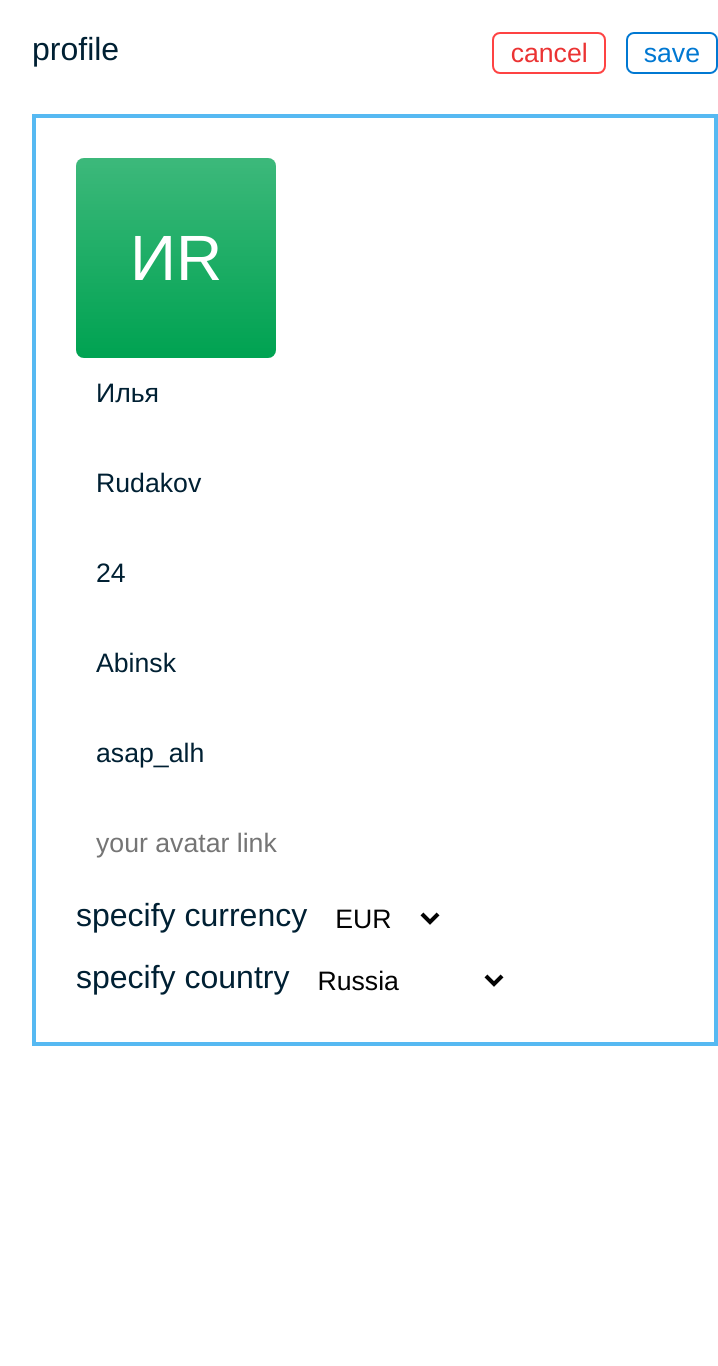 profile cancel save
ИR
Илья
Rudakov
24
Abinsk
asap_alh
your avatar link
specify currency EUR
specify country Russia